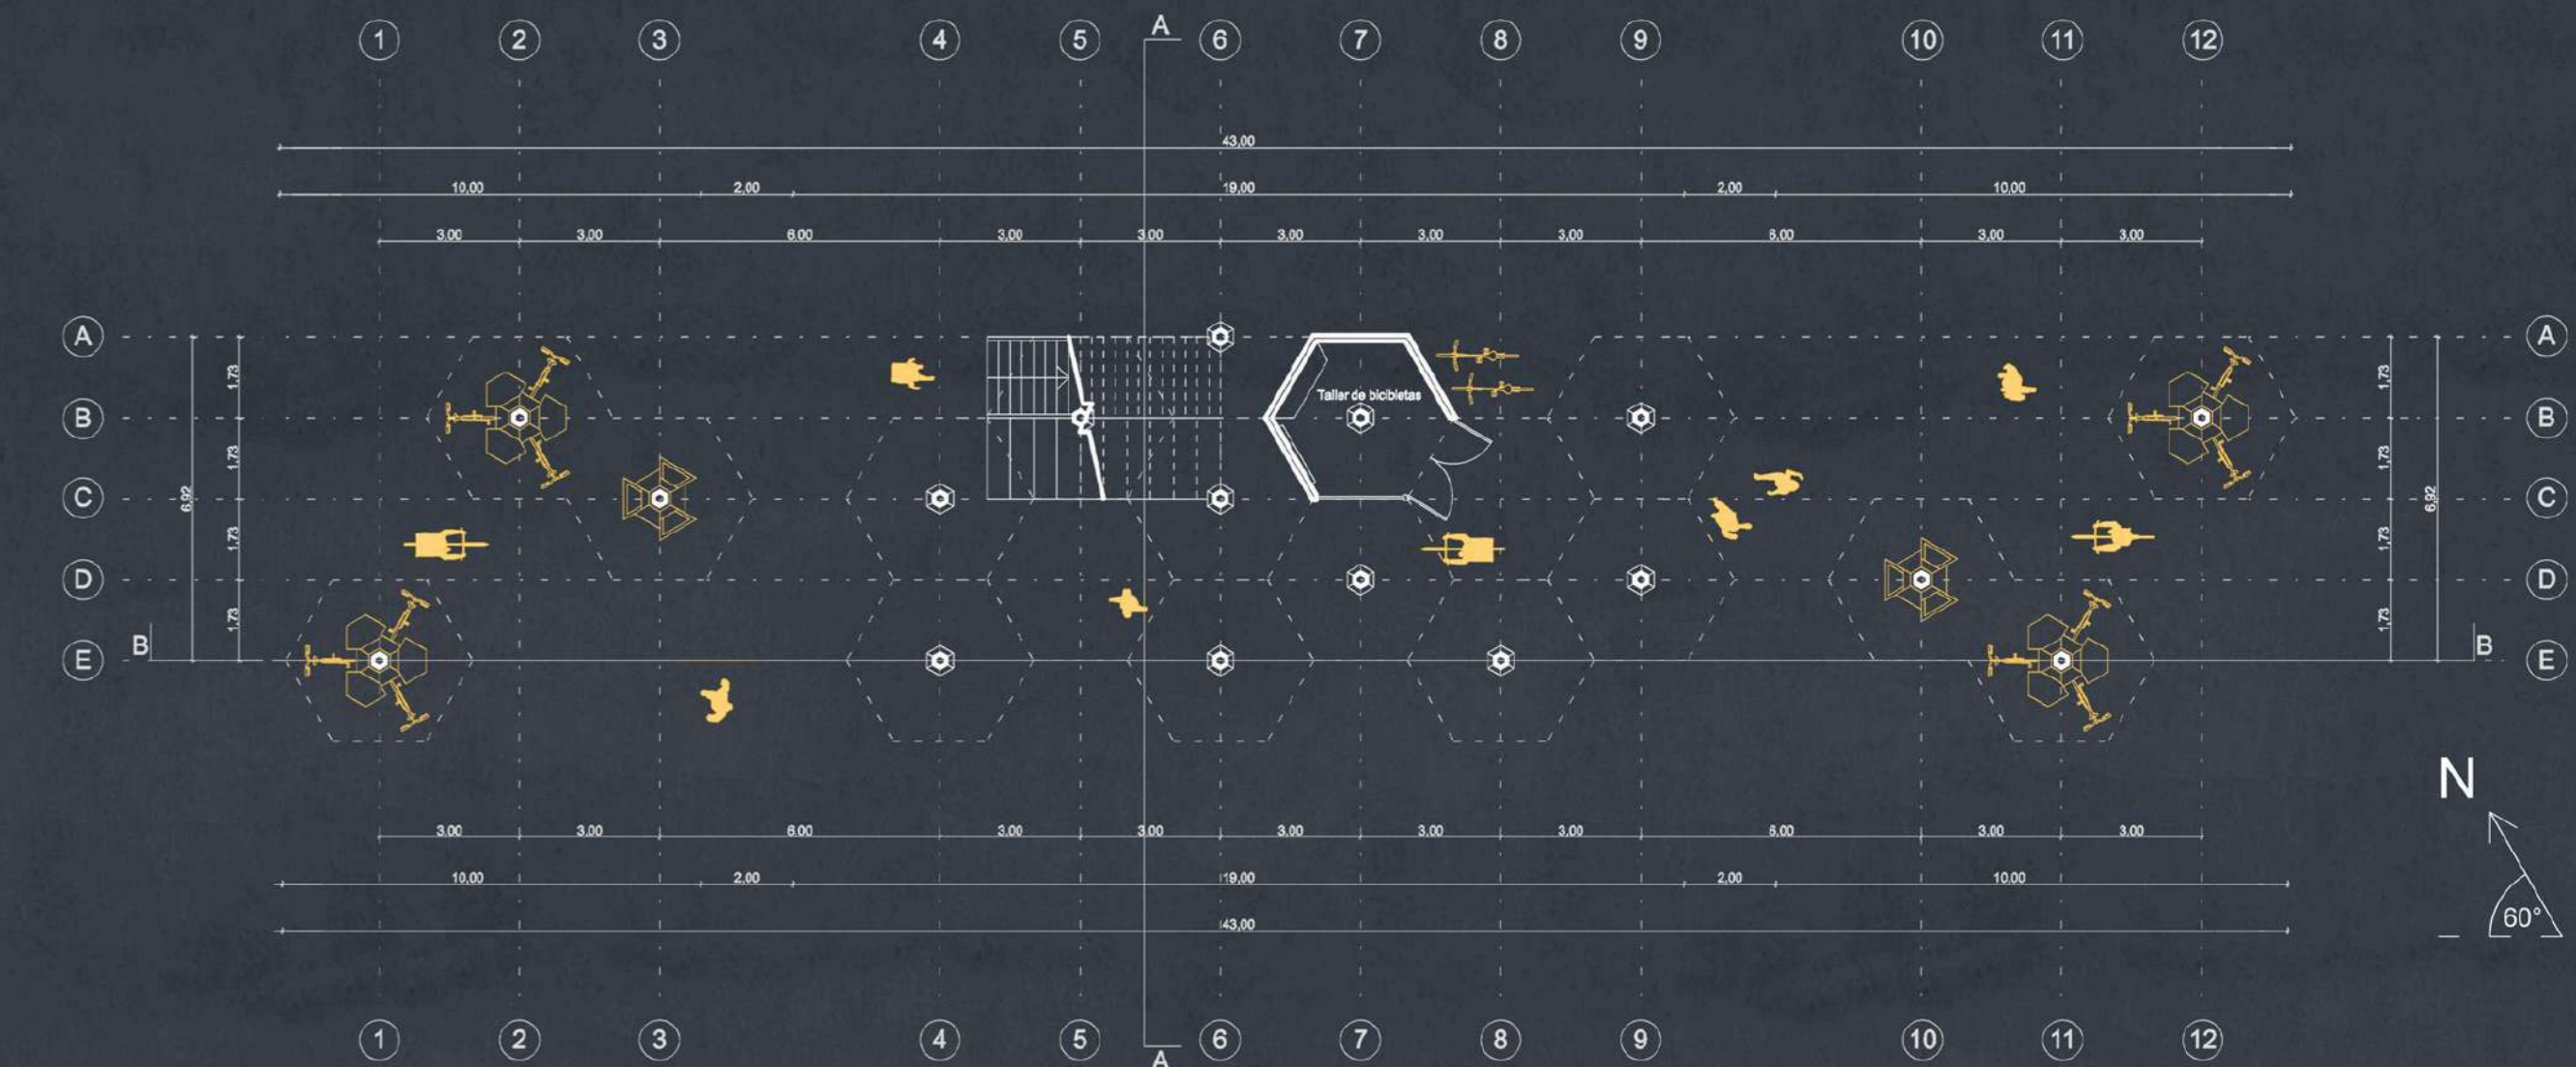 A
1 2 3 4 5 6 7 8 9 10 11 12
43,00
10,00 2,00 19,00 2,00 10,00
3,00 3,00 6,00 3,00 3,00 3,00 3,00 3,00 6,00 3,00 3,00
A A
1,73 1,73
Taller de bicibletas
B B
1,73 1,73
6,92 6,92
C C
1,73 1,73
D D
1,73 1,73
B B
E E
N
3,00 3,00 6,00 3,00 3,00 3,00 3,00 3,00 6,00 3,00 3,00
10,00 2,00 19,00 2,00 10,00
60°
43,00
1 2 3 4 5 6 7 8 9 10 11 12
A